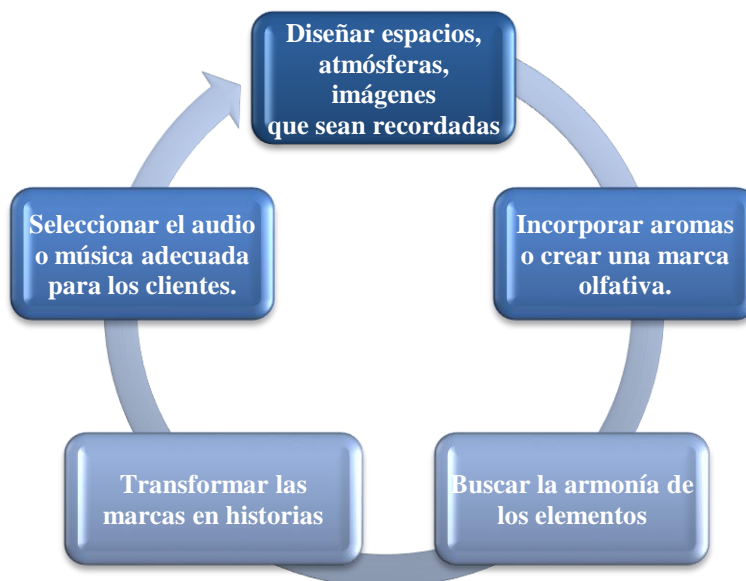 Diseñar espacios,
atmósferas,
imágenes
que sean recordadas
Incorporar aromas
o crear una marca
olfativa.
Buscar la armonía de
los elementos
Transformar las
marcas en historias
Seleccionar el audio
o música adecuada
para los clientes.